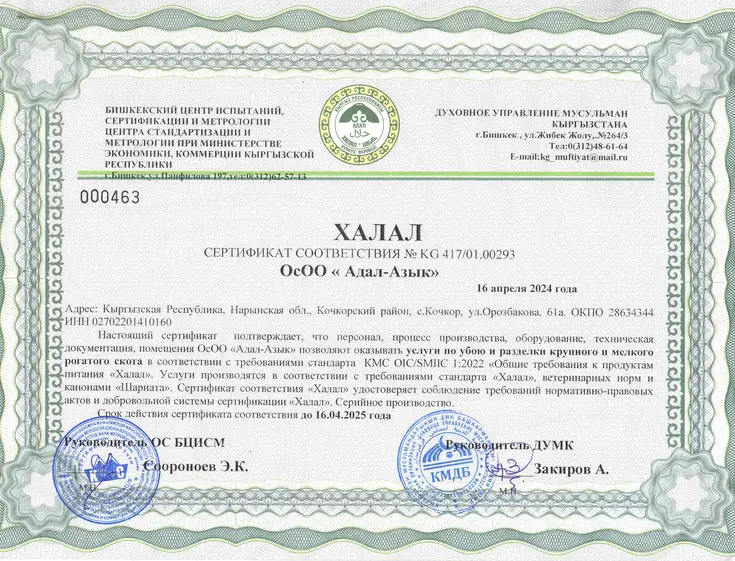 БИШКЕКСКИЙ ЦЕНТР ИСПЫТАНИЙ,
СЕРТИФИКАЦИИ И МЕТРОЛОГИИ
ЦЕНТРА СТАНДАРТИЗАЦИИ И
МЕТРОЛОГИИ ПРИ МИНИСТЕРСТВЕ
ЭКОНОМИКИ, КОММЕРЦИИ КЫРГЫЗСКОЙ
РЕСПУБЛИКИ
г.Бишкек,ул.Панфилова 197,тел:0(312)62-57-13
АДАЛ
حلال
ДУХОВНОЕ УПРАВЛЕНИЕ МУСУЛЬМАН
КЫРГЫЗСТАНА
г.Бишкек , ул.Жибек Жолу,.№264/3
Тел:0(312)48-61-64
E-mail:kg_muftiyat@mail.ru
000463
ХАЛАЛ
СЕРТИФИКАТ СООТВЕТСТВИЯ № KG 417/01.00293
ОсОО « Адал-Азык»
16 апреля 2024 года
Адрес: Кыргызская Республика, Нарынская обл., Кочкорский район, с.Кочкор, ул.Орозбакова, 61а. ОКПО 28634344
ИНН 02702201410160
Настоящий сертификат подтверждает, что персонал, процесс производства, оборудование, техническая
документация, помещения ОсОО «Адал-Азык» позволяют оказывать услуги по убою и разделки крупного и мелкого
рогатого скота в соответствии с требованиями стандарта КМС OIC/SMIIC 1:2022 «Общие требования к продуктам
питания «Халал». Услуги производятся в соответствии с требованиями стандарта «Халал», ветеринарных норм и
канонами «Шариата». Сертификат соответствия «Халал» удостоверяет соблюдение требований нормативно-правовых
актов и добровольной системы сертификации «Халал». Серийное производство.
Срок действия сертификата соответствия до 16.04.2025 года
Руководитель ОС БЦИСМ
Соороноев Э.К.
М.П.
Руководитель ДУМК
Закиров А.
М.П.
КМДБ